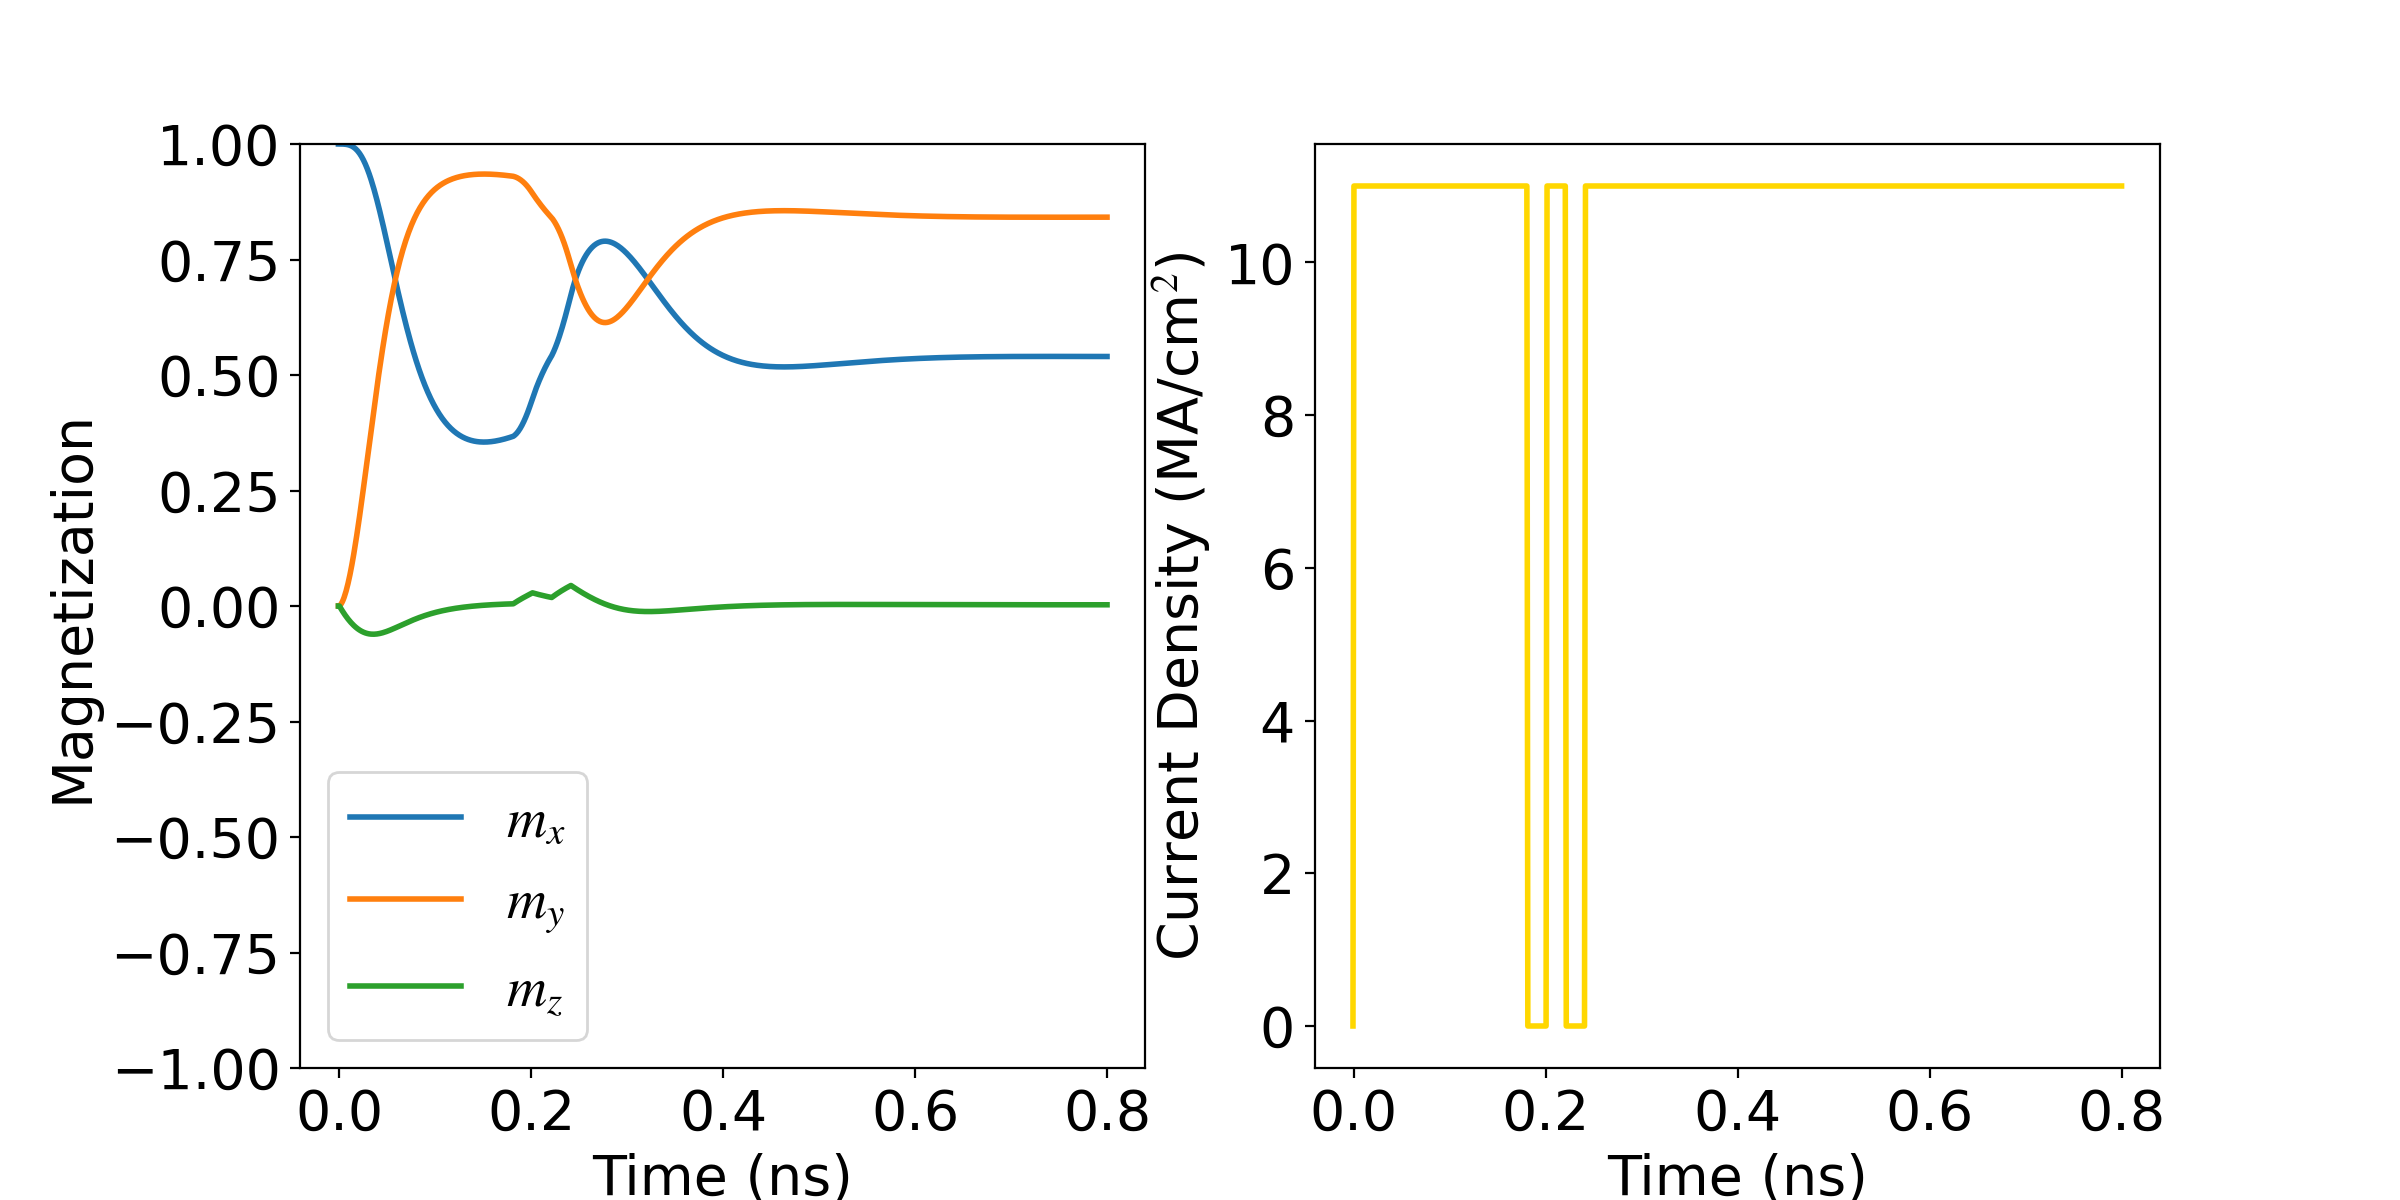 Magnetization
1.00
0.75
0.50
0.25
0.00
−0.25
−0.50
−0.75
−1.00
m_x
m_y
m_z
0.0 0.2 0.4 0.6 0.8
Time (ns)
Current Density (MA/cm²)
10
8
6
4
2
0
0.0 0.2 0.4 0.6 0.8
Time (ns)